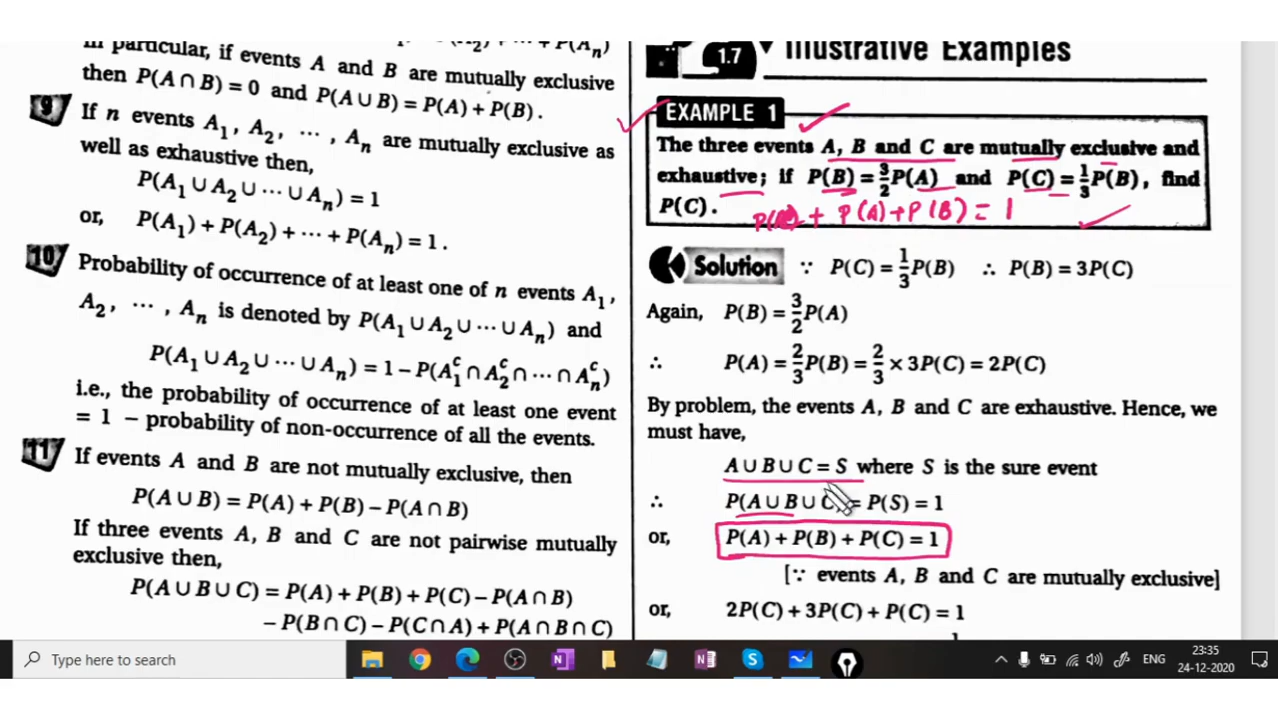 in particular, if events A and B are mutually exclusive
then P(A ∩ B) = 0 and P(A ∪ B) = P(A) + P(B).
9 If n events A₁, A₂, ⋯, Aₙ are mutually exclusive as
well as exhaustive then,
P(A₁ ∪ A₂ ∪ ⋯ ∪ Aₙ) = 1
or, P(A₁) + P(A₂) + ⋯ + P(Aₙ) = 1.
10 Probability of occurrence of at least one of n events A₁,
A₂, ⋯, Aₙ is denoted by P(A₁ ∪ A₂ ∪ ⋯ ∪ Aₙ) and
P(A₁ ∪ A₂ ∪ ⋯ ∪ Aₙ) = 1 − P(A₁ᶜ ∩ A₂ᶜ ∩ ⋯ ∩ Aₙᶜ)
i.e., the probability of occurrence of at least one event
= 1 − probability of non-occurrence of all the events.
11 If events A and B are not mutually exclusive, then
P(A ∪ B) = P(A) + P(B) − P(A ∩ B)
If three events A, B and C are not pairwise mutually
exclusive then,
P(A ∪ B ∪ C) = P(A) + P(B) + P(C) − P(A ∩ B)
− P(B ∩ C) − P(C ∩ A) + P(A ∩ B ∩ C)
1.7 Illustrative Examples
EXAMPLE 1
The three events A, B and C are mutually exclusive and
exhaustive; if P(B) = 3/2 P(A) and P(C) = 1/3 P(B), find
P(C).
+ P(A) + P(B) = 1
Solution ∵ P(C) = 1/3 P(B) ∴ P(B) = 3P(C)
Again, P(B) = 3/2 P(A)
∴ P(A) = 2/3 P(B) = 2/3 × 3P(C) = 2P(C)
By problem, the events A, B and C are exhaustive. Hence, we
must have,
A ∪ B ∪ C = S where S is the sure event
∴ P(A ∪ B ∪ C) = P(S) = 1
or, P(A) + P(B) + P(C) = 1
[∵ events A, B and C are mutually exclusive]
or, 2P(C) + 3P(C) + P(C) = 1
Type here to search
ENG
23:35
24-12-2020